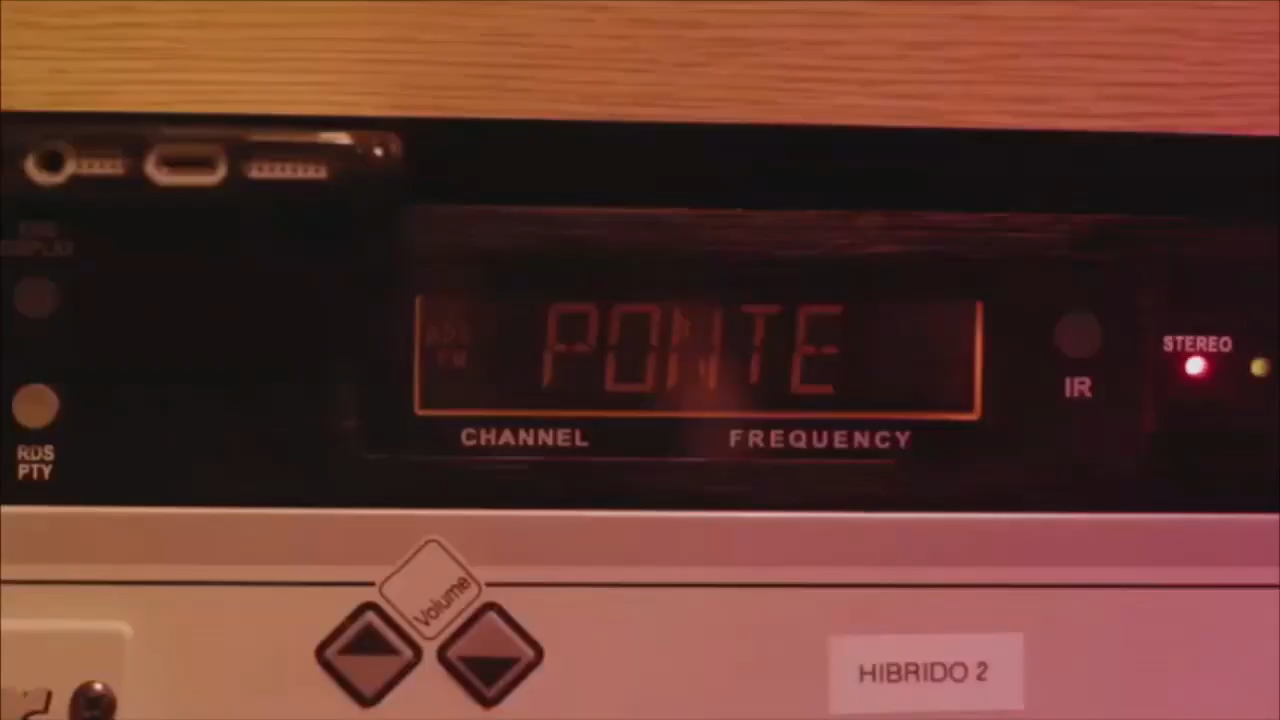 PONTE
STEREO
IR
CHANNEL FREQUENCY
RDS
PTY
Volume
HIBRIDO 2